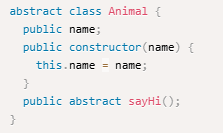 abstract class Animal {
  public name;
  public constructor(name) {
    this.name = name;
  }
  public abstract sayHi();
}